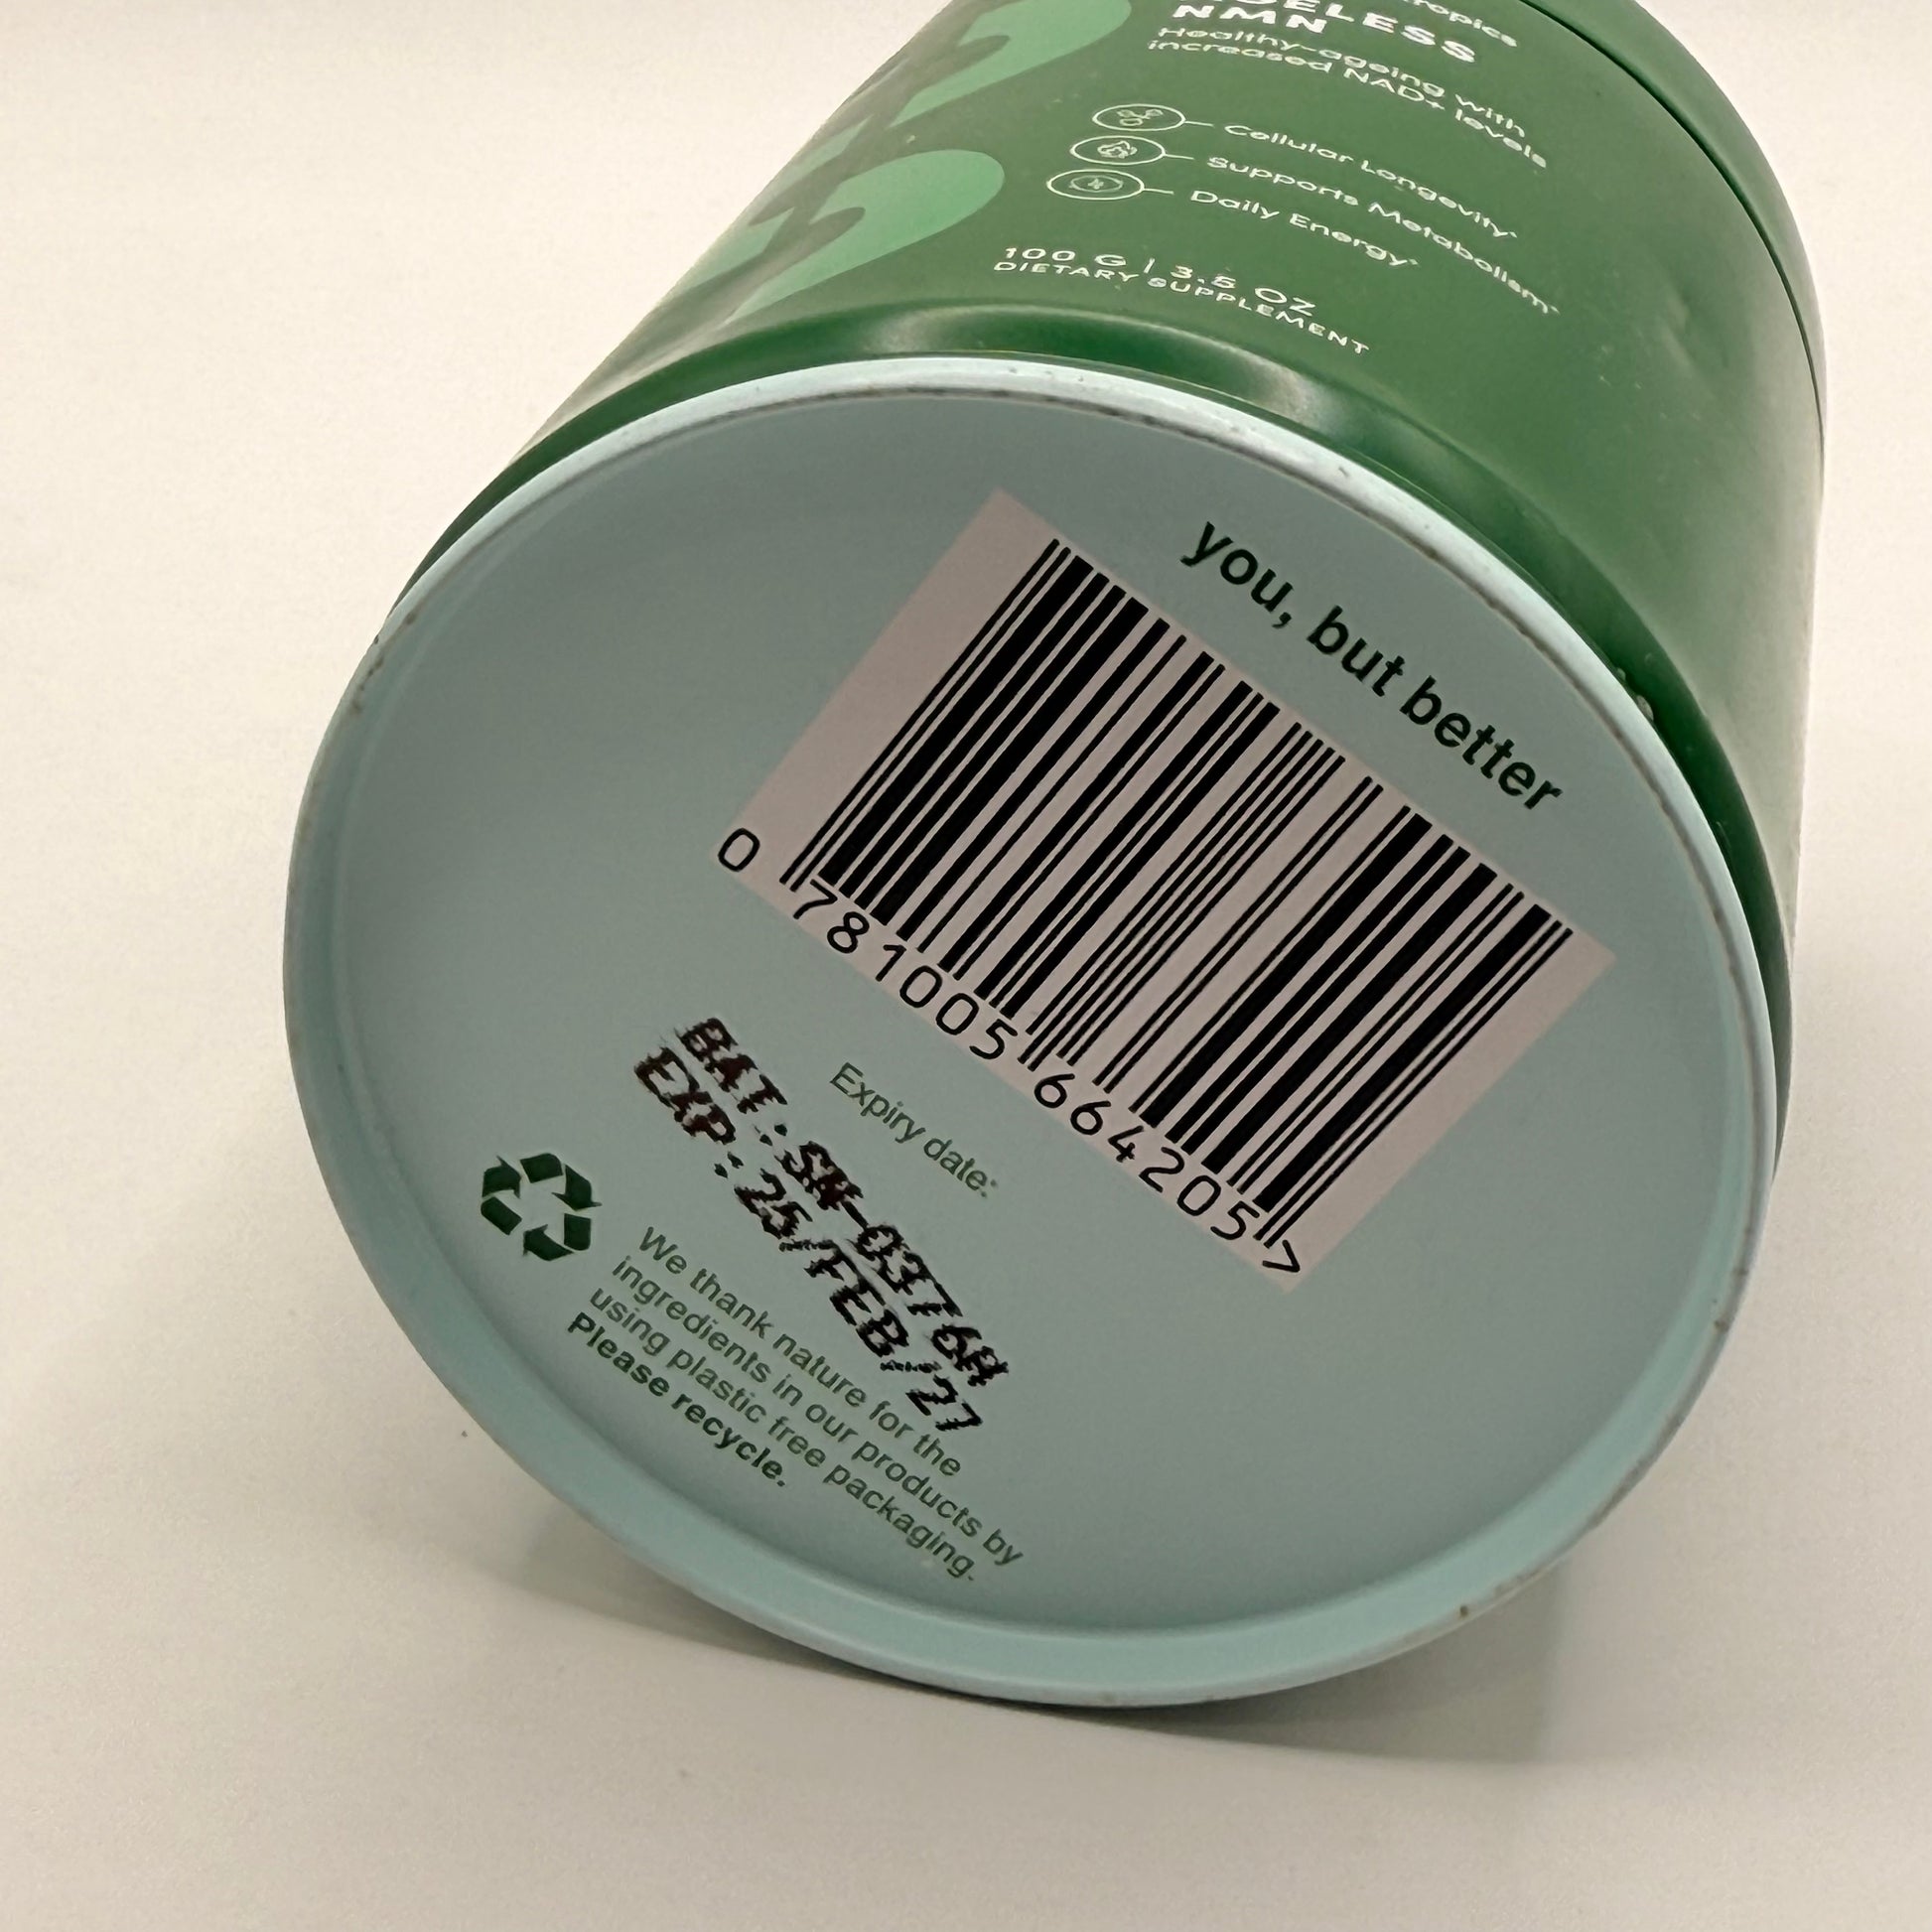 NMN
Healthy-ageing with
increased NAD+ levels
Cellular Longevity*
Supports Metabolism*
Daily Energy*
100 G | 3.5 OZ
DIETARY SUPPLEMENT
you, but better
0 781005 664205 >
Expiry date:
BAT.:SN-0376A
EXP.:25/FEB/27
We thank nature for the
ingredients in our products by
using plastic free packaging.
Please recycle.